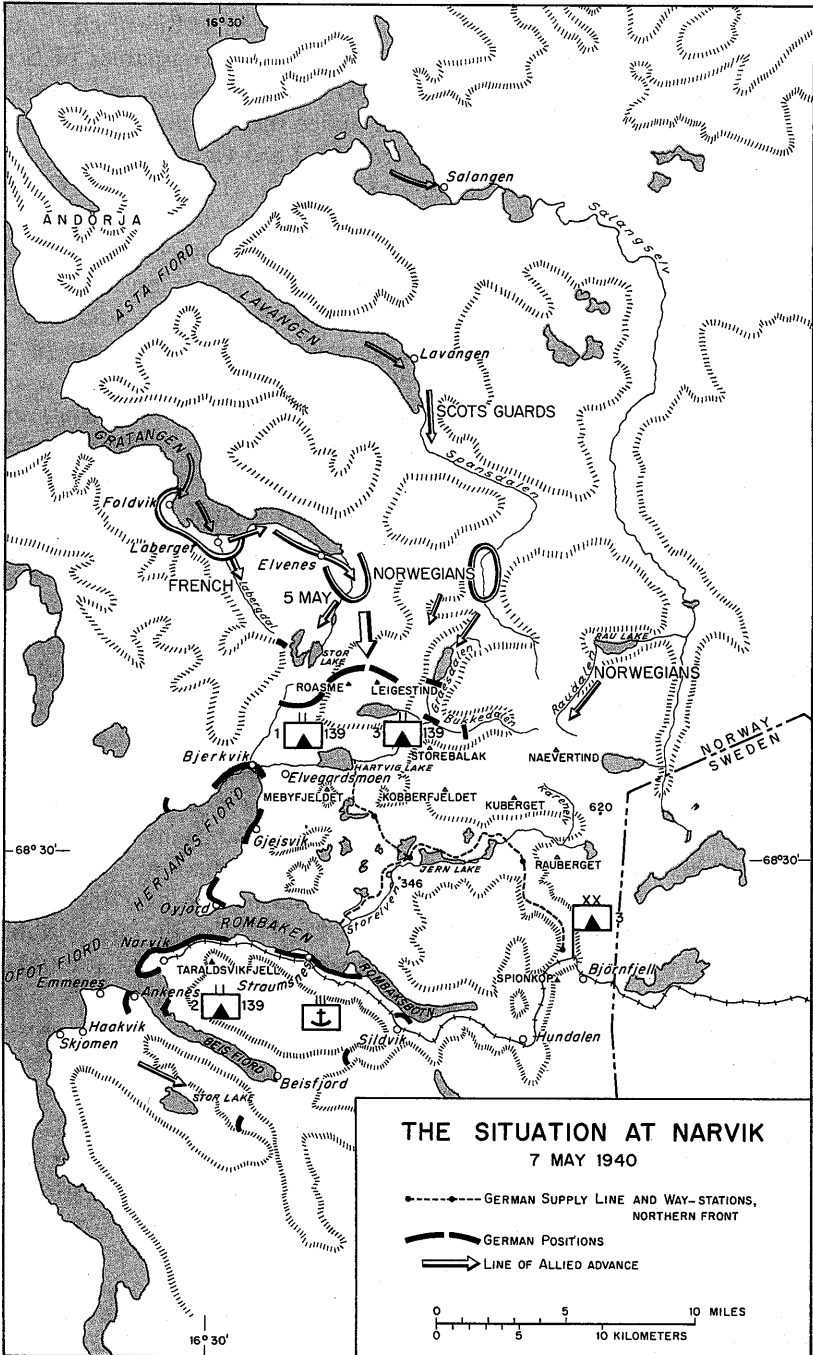 16°30'
Salangen
ANDÖRJA
Salangselv
ASTA FIORD
LAVANGEN
Lavangen
SCOTS GUARDS
GRATANGEN
Spansdalen
Foldvik
Laberget
Elvenes
FRENCH
Labergdal
5 MAY
NORWEGIANS
RAU LAKE
STOR LAKE
Graesdalen
Raudalen
NORWEGIANS
ROASME
LEIGESTIND
Bukkedalen
1 139
3 139
NORWAY
SWEDEN
STOREBALAK
NAEVERTIND
Bjerkvik
HARTVIG LAKE
Elvegardsmoen
MEBYFJELDET
KOBBERFJELDET
KUBERGET
620
Gjeisvik
68°30'
68°30'
JERN LAKE
RAUBERGET
HERJANGS FIORD
346
Storelven
Oyjord
XX
3
ROMBAKEN
OFOT FIORD
Narvik
TARALDSVIKFJELL
Straumsnes
ROMBAKSBOTN
SPIONKOP
Björnfjell
Emmenes
Ankenes
2 139
Haakvik
Skjomen
Sildvik
Hundalen
BEIS FIORD
Beisfjord
STOR LAKE
THE SITUATION AT NARVIK
7 MAY 1940
GERMAN SUPPLY LINE AND WAY-STATIONS,
NORTHERN FRONT
GERMAN POSITIONS
LINE OF ALLIED ADVANCE
0 5 10 MILES
0 5 10 KILOMETERS
16°30'